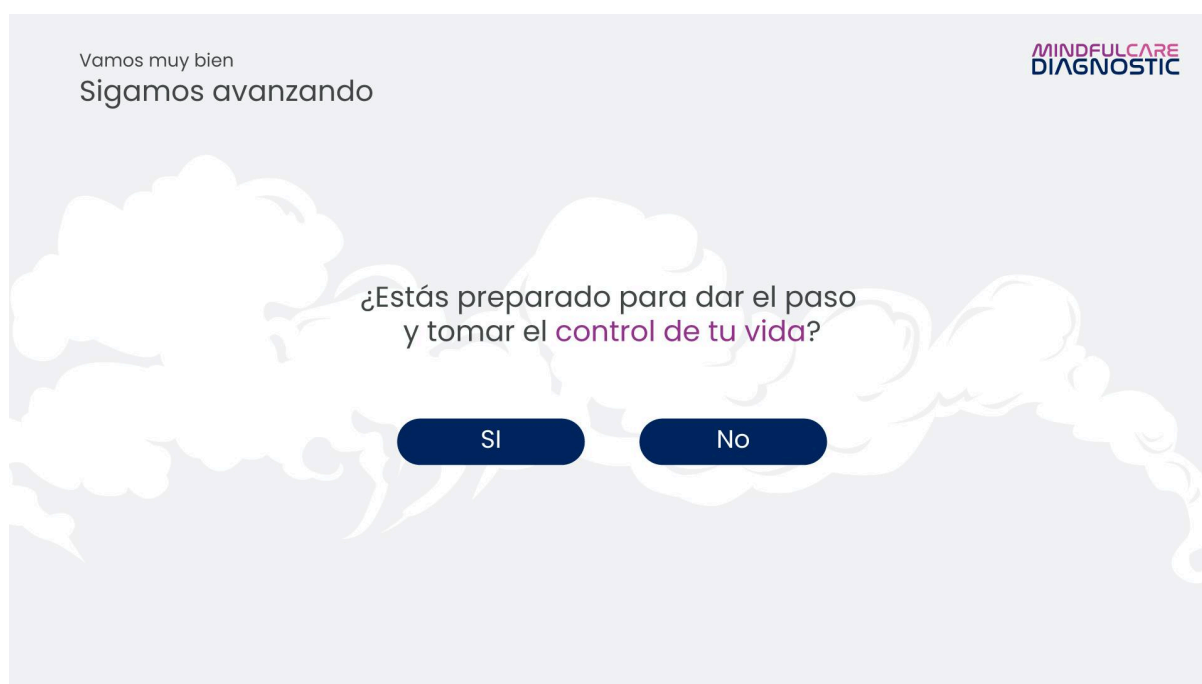 Vamos muy bien
Sigamos avanzando
MINDFULCARE
DIAGNOSTIC
¿Estás preparado para dar el paso
y tomar el control de tu vida?
SI
No